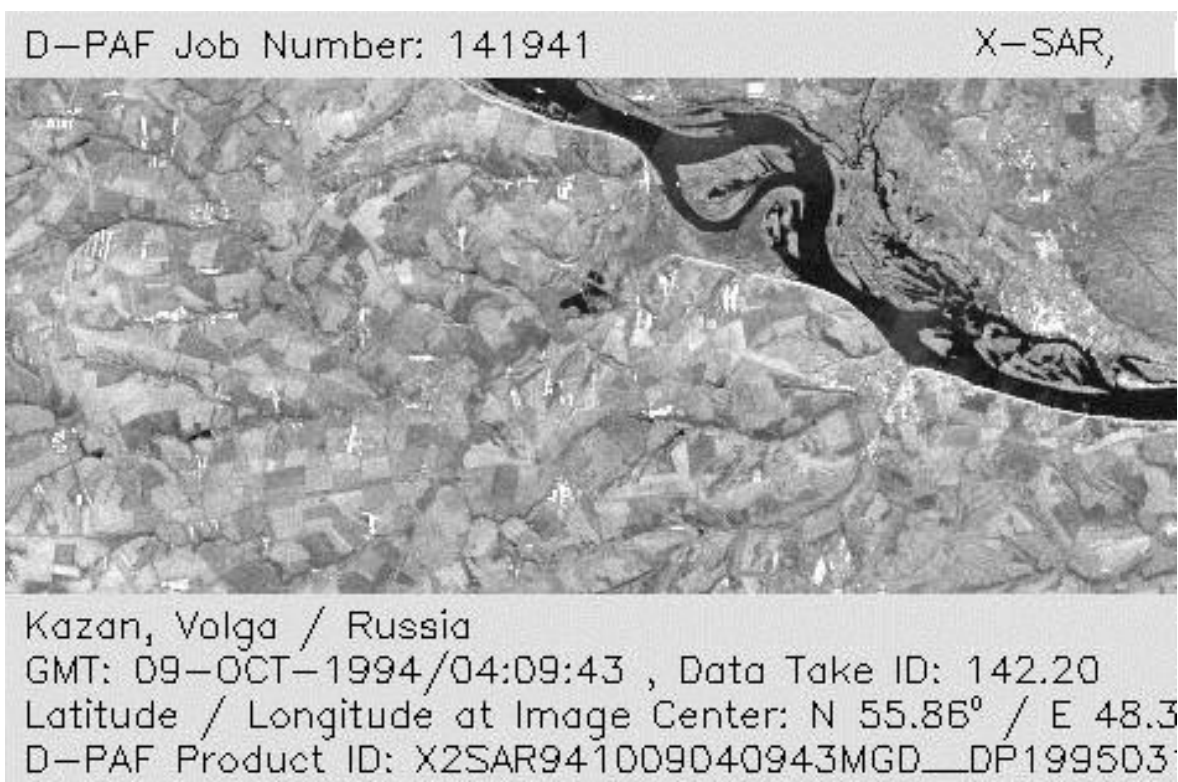 D-PAF Job Number: 141941 X-SAR,
Kazan, Volga / Russia
GMT: 09-OCT-1994/04:09:43 , Data Take ID: 142.20
Latitude / Longitude at Image Center: N 55.86° / E 48.3
D-PAF Product ID: X2SAR941009040943MGD__DP1995031